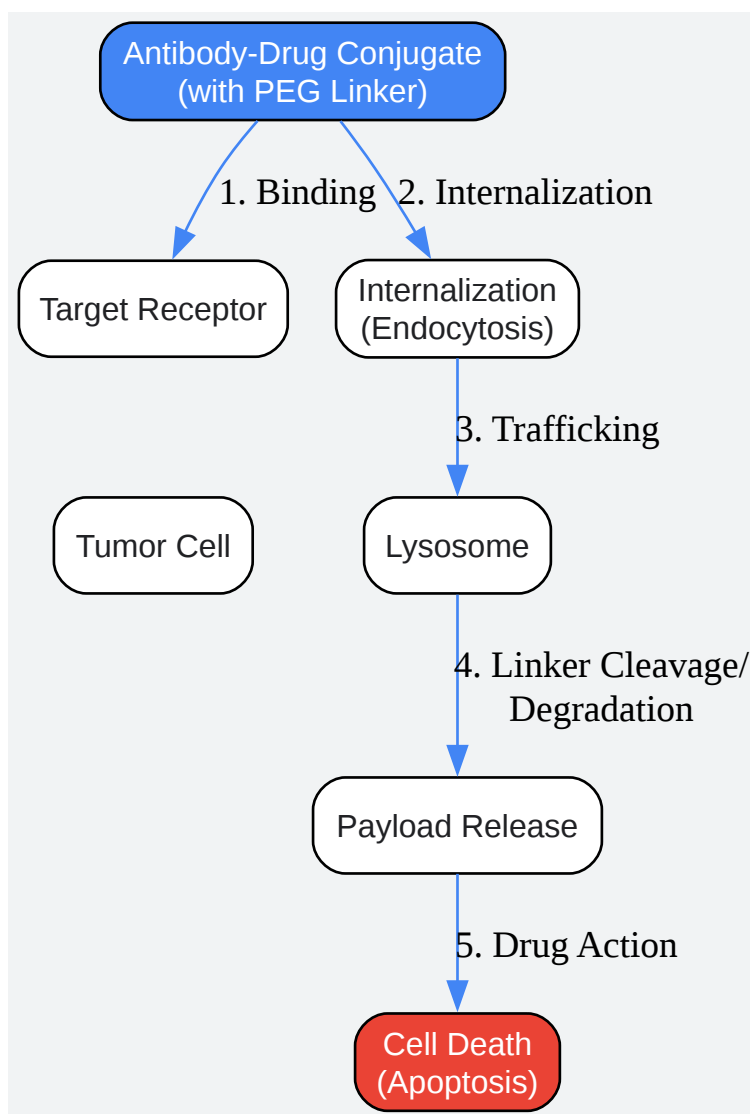 Antibody-Drug Conjugate
(with PEG Linker)
1. Binding
2. Internalization
Target Receptor
Internalization
(Endocytosis)
3. Trafficking
Tumor Cell
Lysosome
4. Linker Cleavage/
Degradation
Payload Release
5. Drug Action
Cell Death
(Apoptosis)